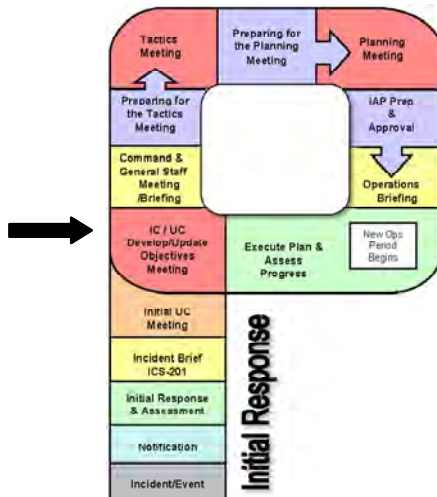 Tactics
Meeting
Preparing for
the Planning
Meeting
Planning
Meeting
Preparing for
the Tactics
Meeting
IAP Prep
&
Approval
Command &
General Staff
Meeting
/Briefing
Operations
Briefing
IC / UC
Develop/Update
Objectives
Meeting
Execute Plan &
Assess
Progress
New Ops
Period
Begins
Initial UC
Meeting
Incident Brief
ICS-201
Initial Response
& Assessment
Notification
Incident/Event
Initial Response